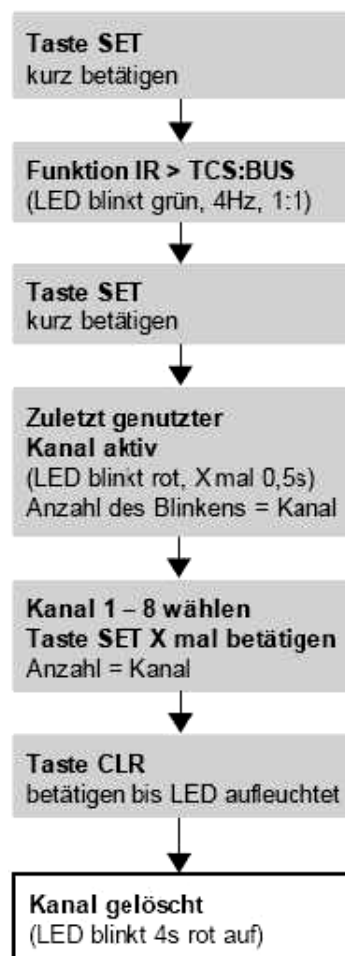 Taste SET
kurz betätigen
Funktion IR > TCS:BUS
(LED blinkt grün, 4Hz, 1:1)
Taste SET
kurz betätigen
Zuletzt genutzter
Kanal aktiv
(LED blinkt rot, X mal 0,5s)
Anzahl des Blinkens = Kanal
Kanal 1 – 8 wählen
Taste SET X mal betätigen
Anzahl = Kanal
Taste CLR
betätigen bis LED aufleuchtet
Kanal gelöscht
(LED blinkt 4s rot auf)